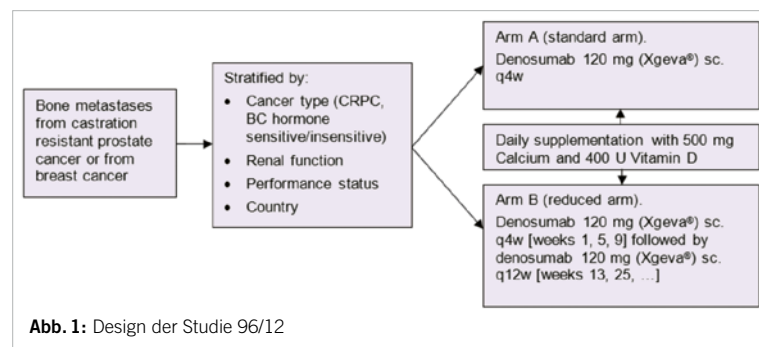 Bone metastases
from castration
resistant prostate
cancer or from
breast cancer
Stratified by:
• Cancer type (CRPC,
BC hormone
sensitive/insensitive)
• Renal function
• Performance status
• Country
Arm A (standard arm).
Denosumab 120 mg (Xgeva®) sc.
q4w
Daily supplementation with 500 mg
Calcium and 400 U Vitamin D
Arm B (reduced arm).
Denosumab 120 mg (Xgeva®) sc.
q4w [weeks 1, 5, 9] followed by
denosumab 120 mg (Xgeva®) sc.
q12w [weeks 13, 25, …]
Abb. 1: Design der Studie 96/12